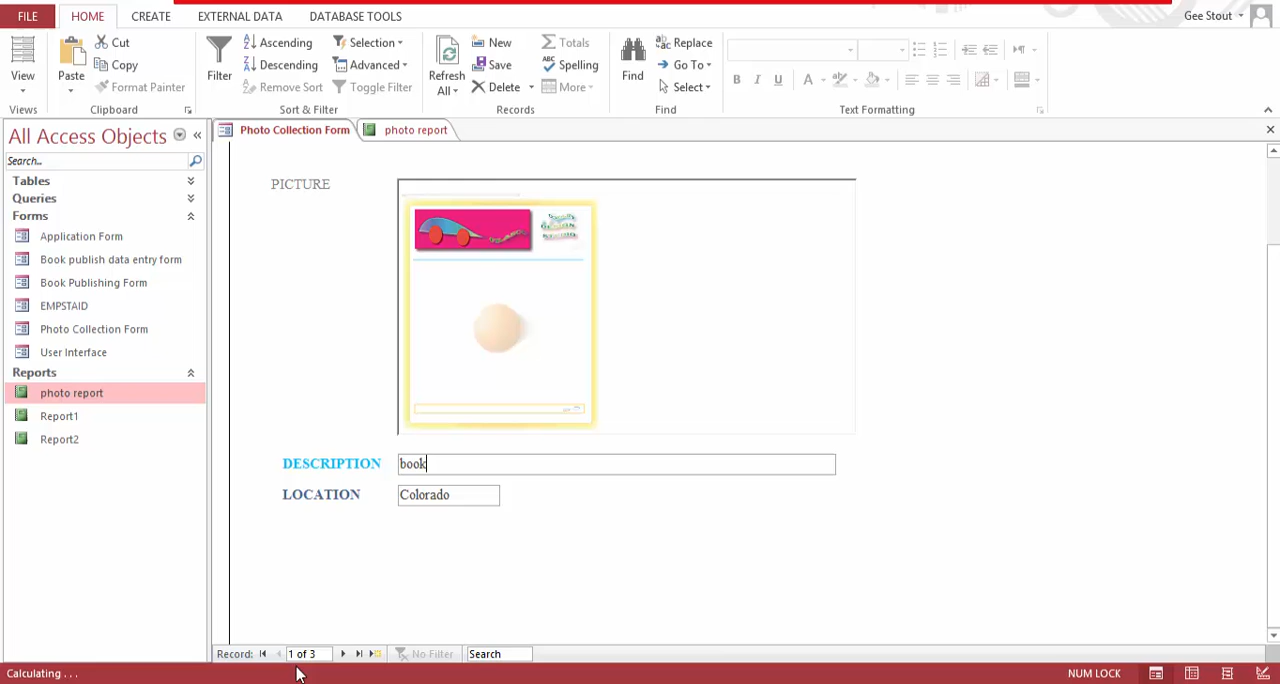 FILE HOME CREATE EXTERNAL DATA DATABASE TOOLS Gee Stout
View Paste Cut Copy Format Painter Filter Ascending Descending Remove Sort Selection Advanced Toggle Filter Refresh All New Save Delete Totals Spelling More Find Replace Go To Select B I U A
Views Clipboard Sort & Filter Records Find Text Formatting
All Access Objects
Photo Collection Form photo report
Search...
Tables
Queries
Forms
Application Form
Book publish data entry form
Book Publishing Form
EMPSTAID
Photo Collection Form
User Interface
Reports
photo report
Report1
Report2
PICTURE
DESCRIPTION book
LOCATION Colorado
Record: 1 of 3 No Filter Search
Calculating . . . NUM LOCK